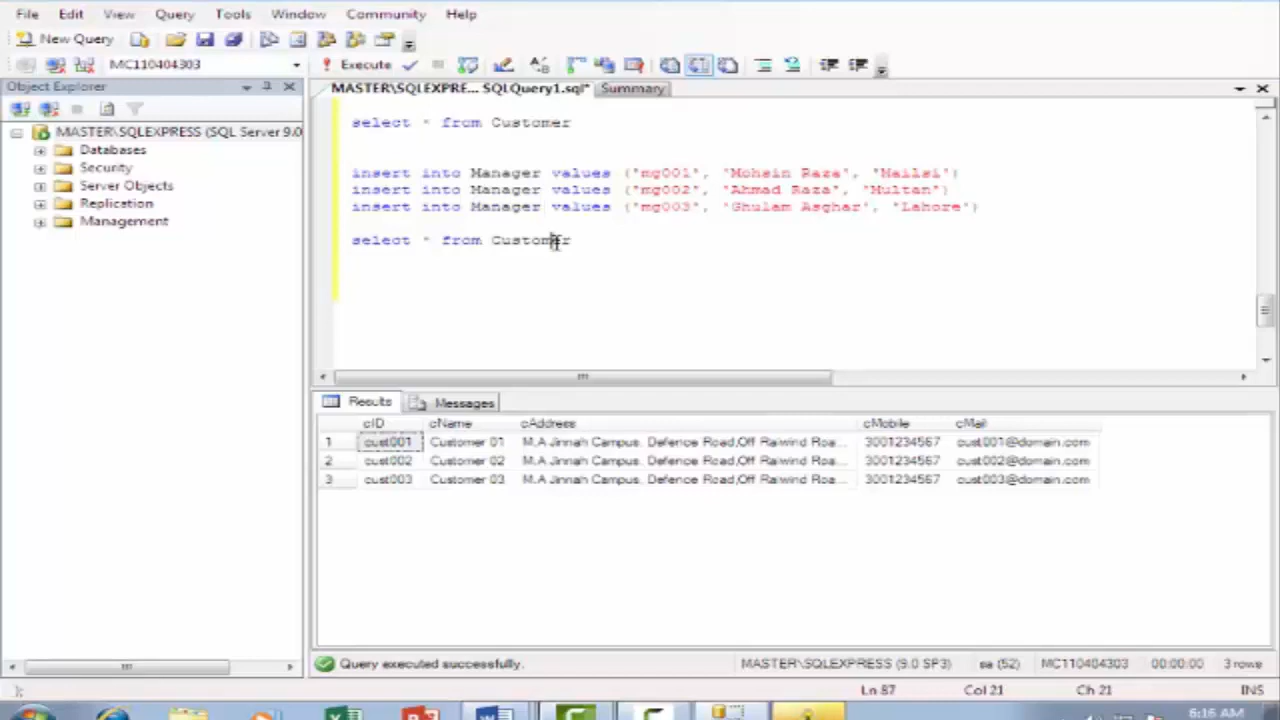 File Edit View Query Tools Window Community Help
New Query
MC110404303 Execute
Object Explorer
MASTER\SQLEXPRE... SQLQuery1.sql* Summary
MASTER\SQLEXPRESS (SQL Server 9.0
Databases
Security
Server Objects
Replication
Management
select * from Customer
insert into Manager values ('mg001', 'Mohsin Raza', 'Mailsi')
insert into Manager values ('mg002', 'Ahmad Raza', 'Multan')
insert into Manager values ('mg003', 'Ghulam Asghar', 'Lahore')
select * from Customer
Results Messages
cID cName cAddress cMobile cMail
1 cust001 Customer 01 M.A Jinnah Campus, Defence Road,Off Raiwind Roa... 3001234567 cust001@domain.com
2 cust002 Customer 02 M.A Jinnah Campus, Defence Road,Off Raiwind Roa... 3001234567 cust002@domain.com
3 cust003 Customer 03 M.A Jinnah Campus, Defence Road,Off Raiwind Roa... 3001234567 cust003@domain.com
Query executed successfully. MASTER\SQLEXPRESS (9.0 SP3) sa (52) MC110404303 00:00:00 3 rows
Ln 87 Col 21 Ch 21 INS
6:16 AM